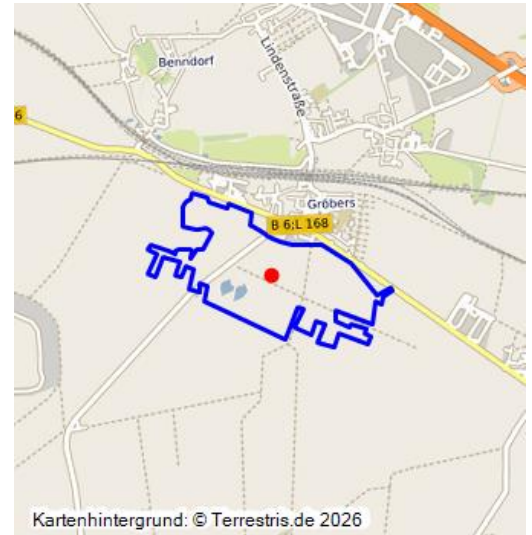 Benndorf
Lindenstraße
6
Gröbers
B 6;L 168
Kartenhintergrund: © Terrestris.de 2026